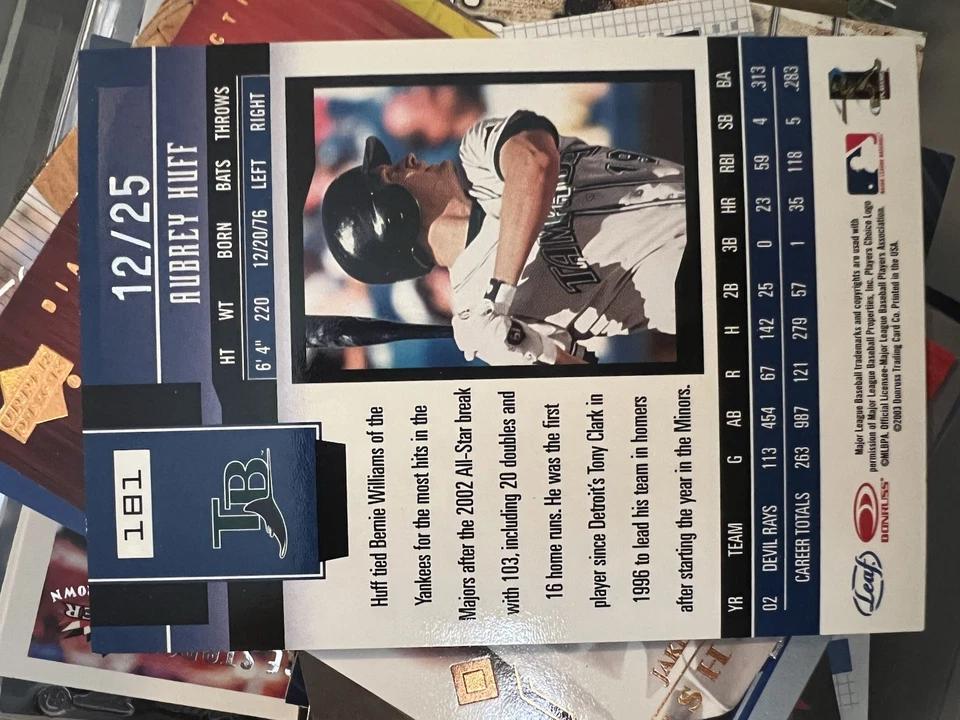 181
12/25
AUBREY HUFF
HT WT BORN BATS THROWS
6' 4" 220 12/20/76 LEFT RIGHT
TB
Huff tied Bernie Williams of the
Yankees for the most hits in the
Majors after the 2002 All-Star break
with 103, including 20 doubles and
16 home runs. He was the first
player since Detroit's Tony Clark in
1996 to lead his team in homers
after starting the year in the Minors.
TAMPA
19
YR TEAM G AB R H 2B 3B HR RBI SB BA
02 DEVIL RAYS 113 454 67 142 25 0 23 59 4 .313
CAREER TOTALS 263 987 121 279 57 1 35 118 5 .283
Leaf
DONRUSS
Major League Baseball trademarks and copyrights are used with
permission of Major League Baseball Properties, Inc. Players Choice Logo
©MLBPA. Official Licensee-Major League Baseball Players Association.
©2003 Donruss Trading Card Co. Printed in the USA.